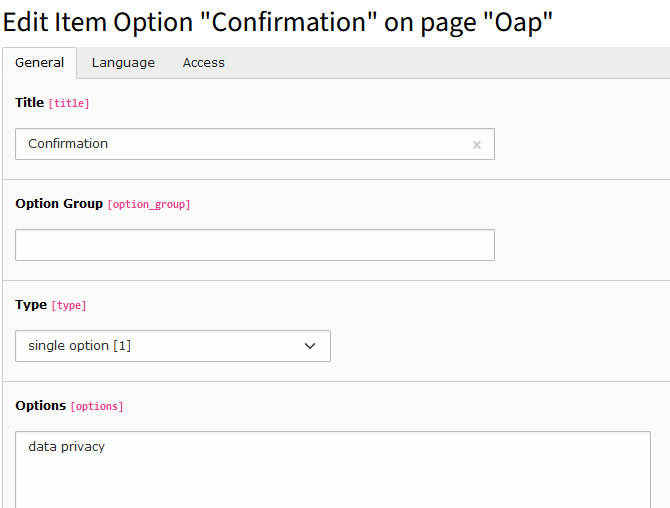 Edit Item Option "Confirmation" on page "Oap"
General Language Access
Title [title]
Confirmation
Option Group [option_group]
Type [type]
single option [1]
Options [options]
data privacy